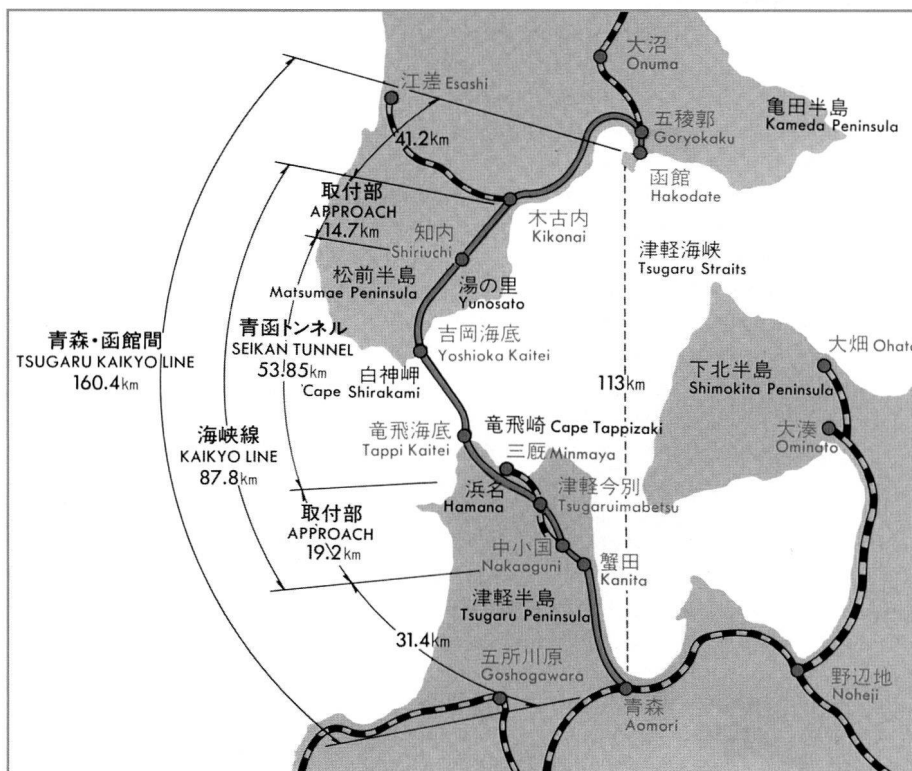 大沼
Onuma
江差 Esashi
亀田半島
Kameda Peninsula
五稜郭
Goryokaku
41.2km
函館
Hakodate
取付部
APPROACH
14.7km
木古内
Kikonai
知内
Shiriuchi
津軽海峡
Tsugaru Straits
松前半島
Matsumae Peninsula
湯の里
Yunosato
青森・函館間
TSUGARU KAIKYO LINE
160.4km
青函トンネル
SEIKAN TUNNEL
53.85km
吉岡海底
Yoshioka Kaitei
大畑 Ohata
白神岬
Cape Shirakami
113km
下北半島
Shimokita Peninsula
海峡線
KAIKYO LINE
87.8km
竜飛海底
Tappi Kaitei
竜飛崎 Cape Tappizaki
三厩 Minmaya
大湊
Ominato
浜名
Hamana
津軽今別
Tsugaruimabetsu
取付部
APPROACH
19.2km
中小国
Nakaoguni
蟹田
Kanita
津軽半島
Tsugaru Peninsula
31.4km
五所川原
Goshogawara
野辺地
Noheji
青森
Aomori